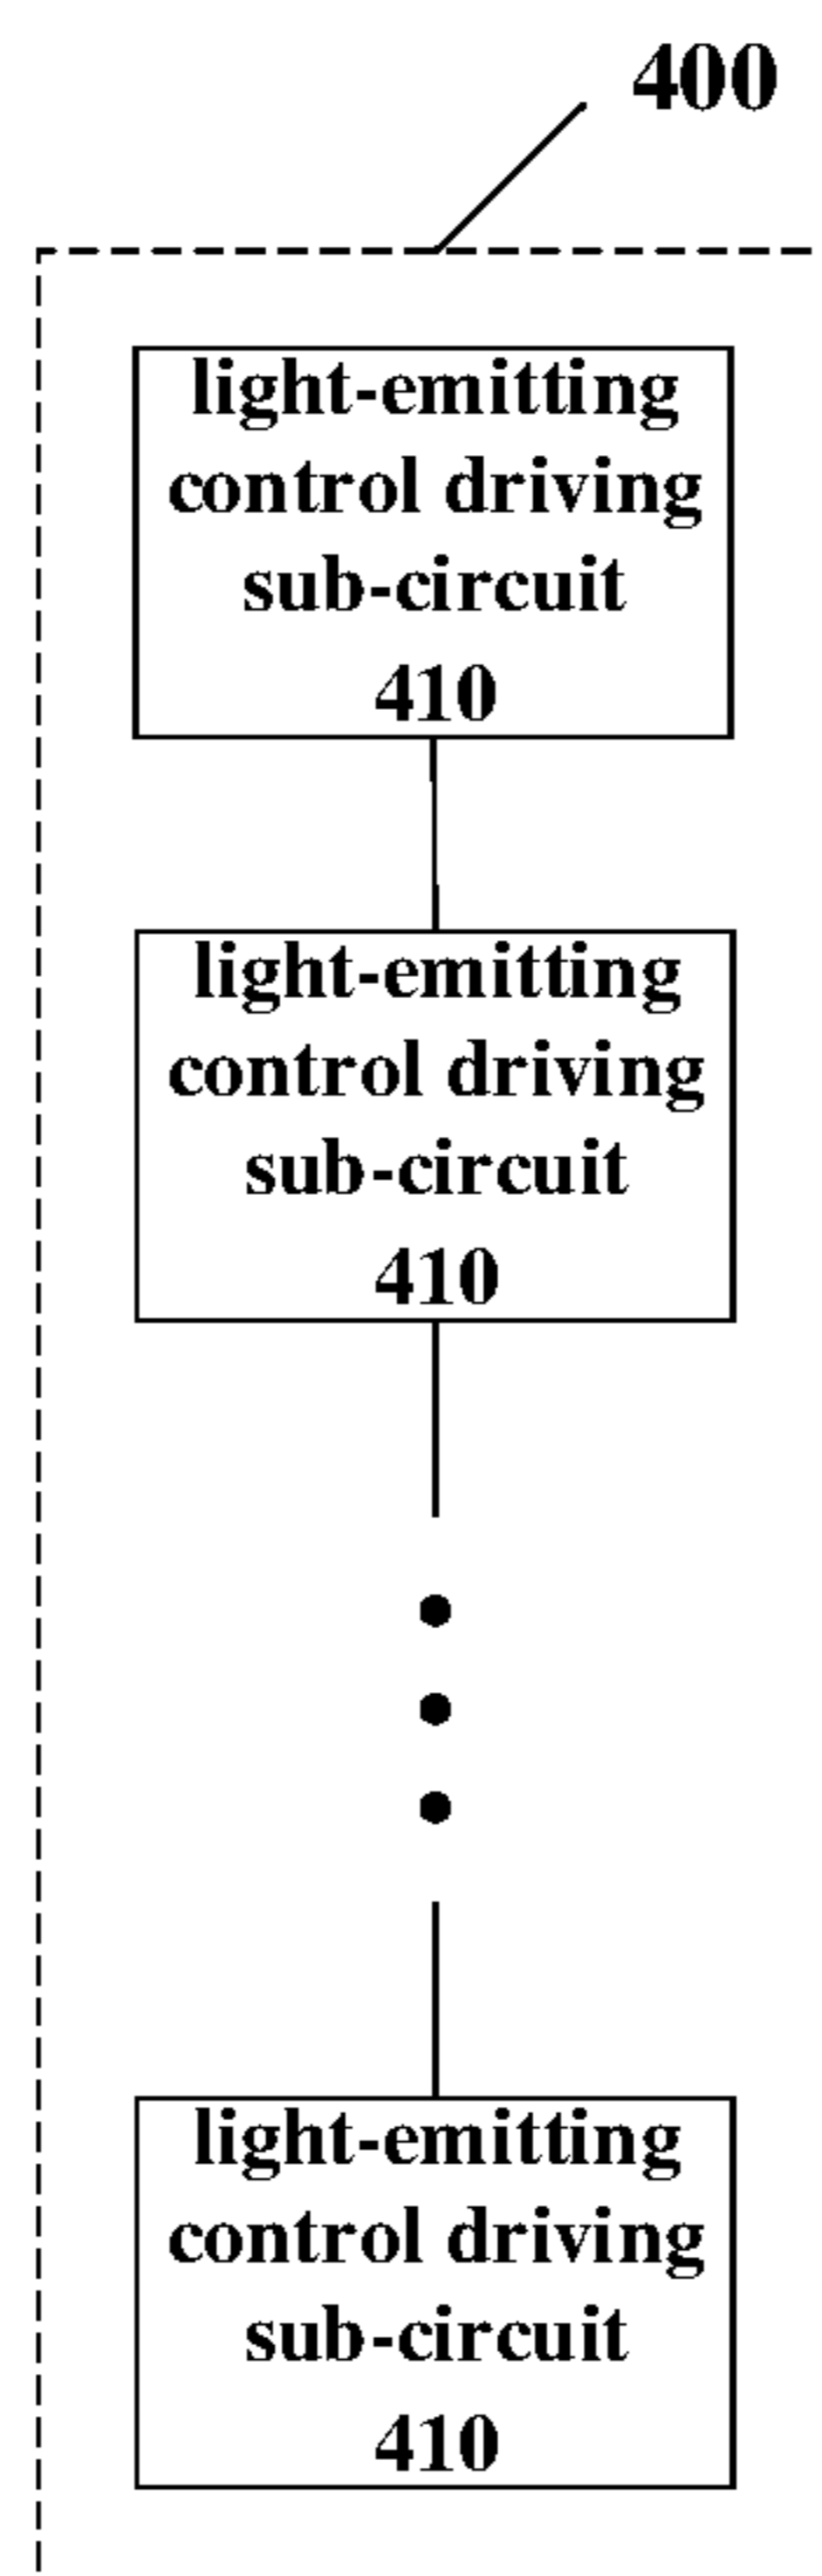 400
light-emitting
control driving
sub-circuit
410
light-emitting
control driving
sub-circuit
410
light-emitting
control driving
sub-circuit
410